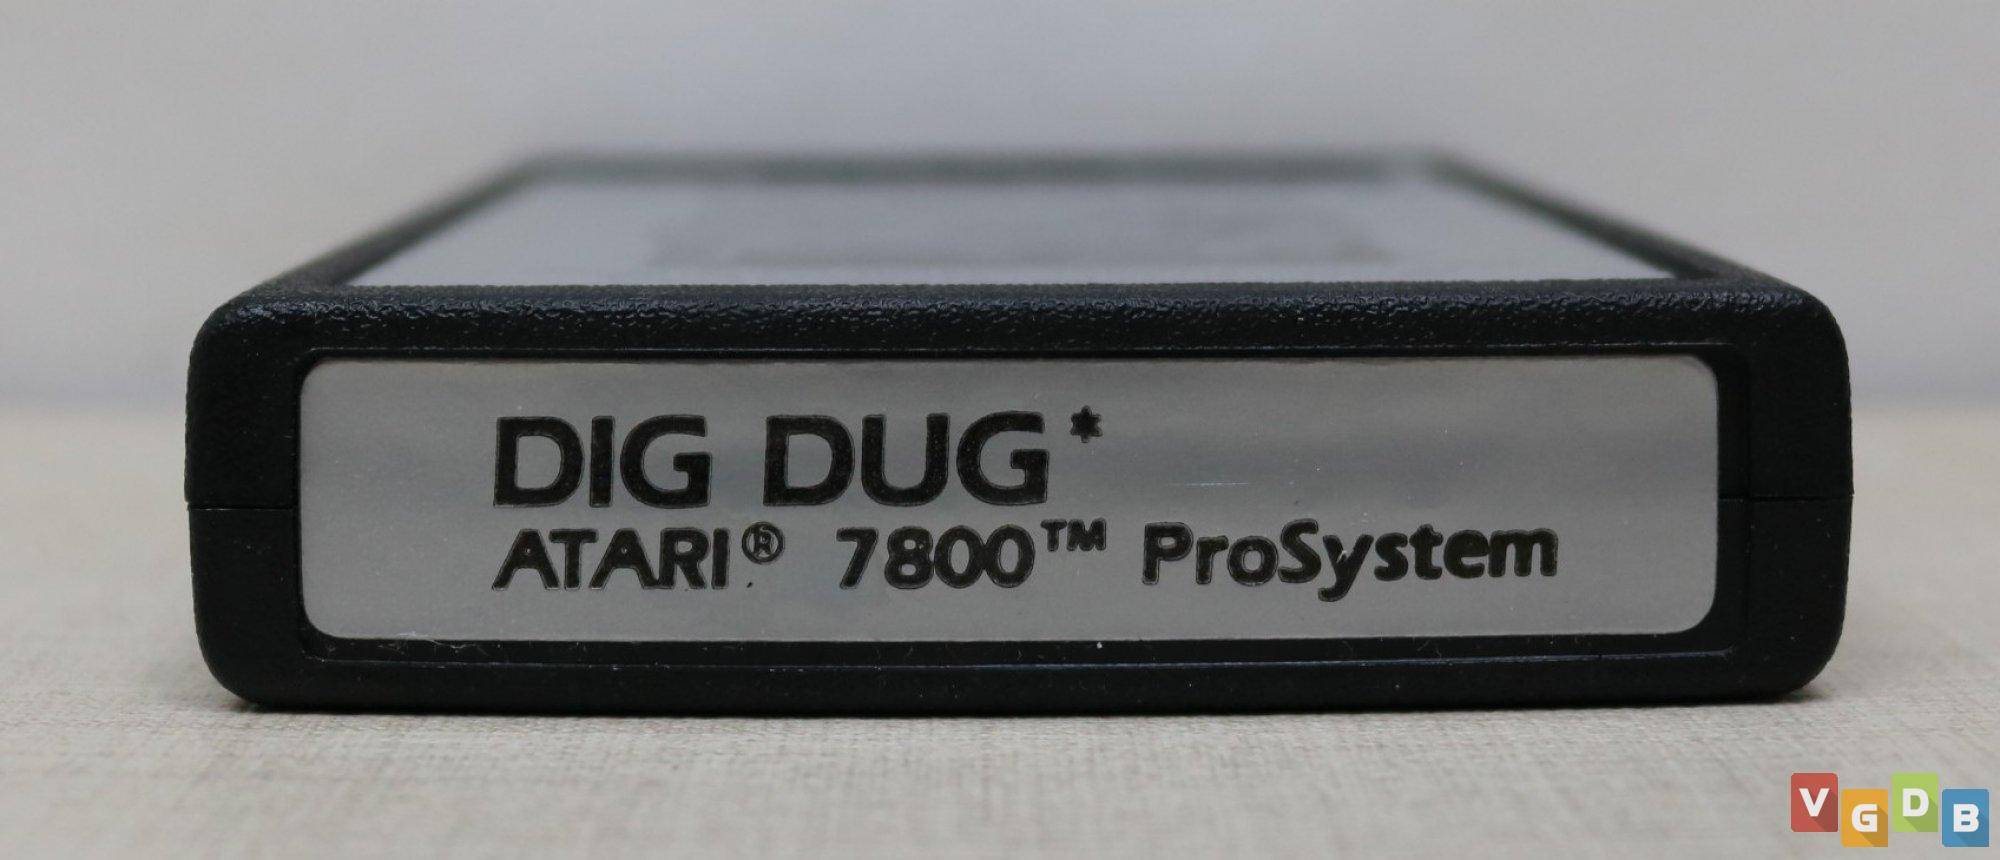 DIG DUG*
ATARI® 7800™ ProSystem
VGDB